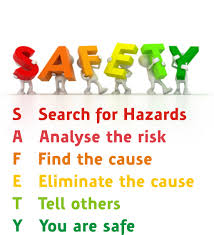 SAFETY
S Search for Hazards
A Analyse the risk
F Find the cause
E Eliminate the cause
T Tell others
Y You are safe